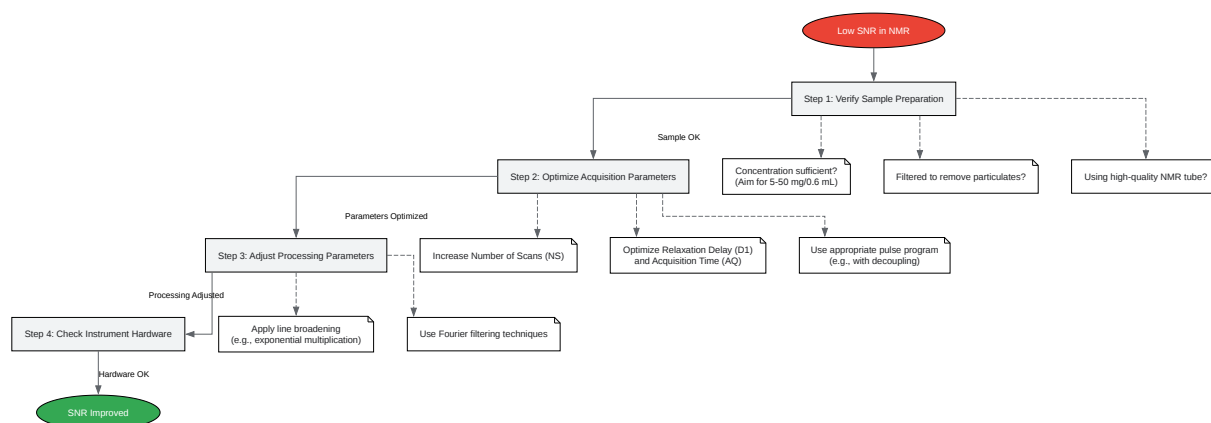 Low SNR in NMR
Step 1: Verify Sample Preparation
Sample OK
Concentration sufficient?
(Aim for 5-50 mg/0.6 mL)
Filtered to remove particulates?
Using high-quality NMR tube?
Step 2: Optimize Acquisition Parameters
Parameters Optimized
Increase Number of Scans (NS)
Optimize Relaxation Delay (D1)
and Acquisition Time (AQ)
Use appropriate pulse program
(e.g., with decoupling)
Step 3: Adjust Processing Parameters
Processing Adjusted
Apply line broadening
(e.g., exponential multiplication)
Use Fourier filtering techniques
Step 4: Check Instrument Hardware
Hardware OK
SNR Improved